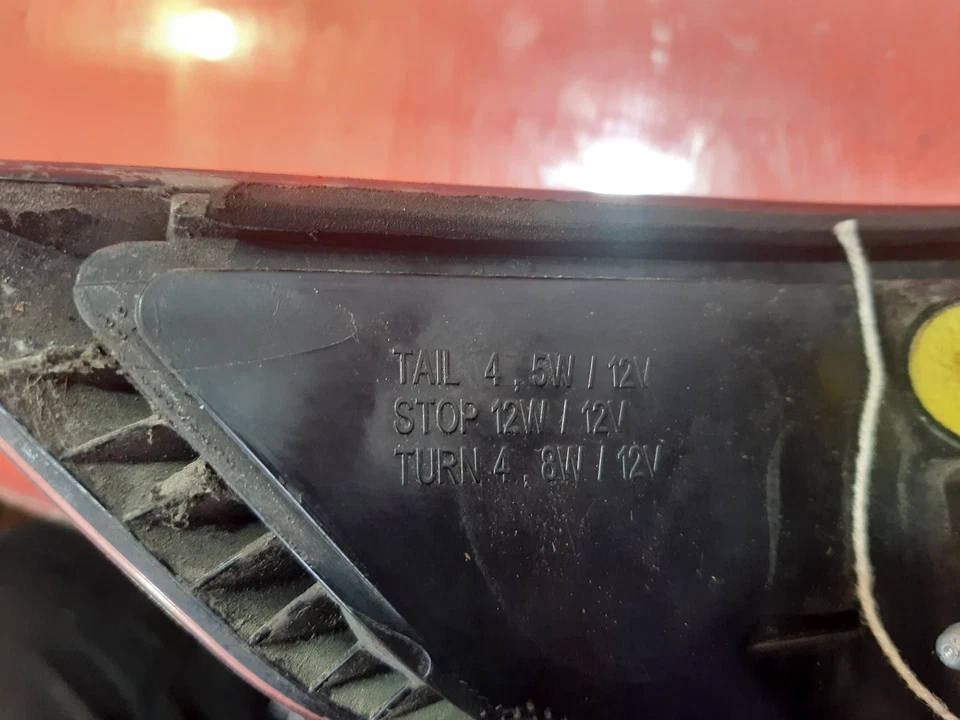 TAIL 4,5W / 12V
STOP 12W / 12V
TURN 4,8W / 12V